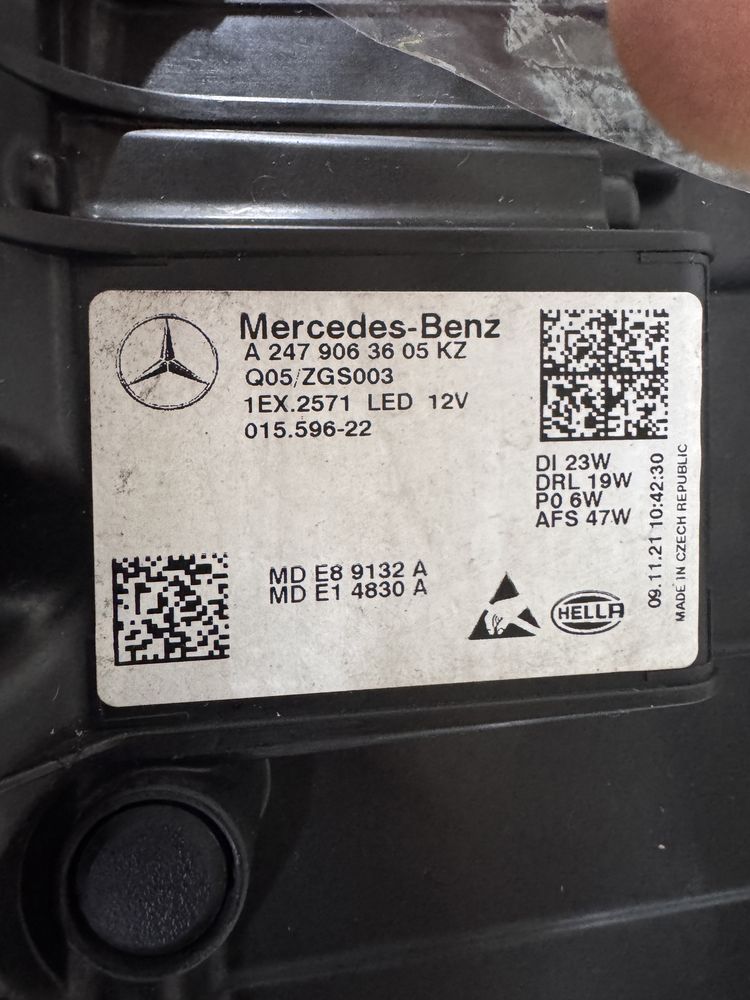 Mercedes-Benz
A 247 906 36 05 KZ
Q05/ZGS003
1EX.2571 LED 12V
015.596-22
DI 23W
DRL 19W
P0 6W
AFS 47W
09.11.21 10:42:30
MADE IN CZECH REPUBLIC
MD E8 9132 A
MD E1 4830 A
HELLA